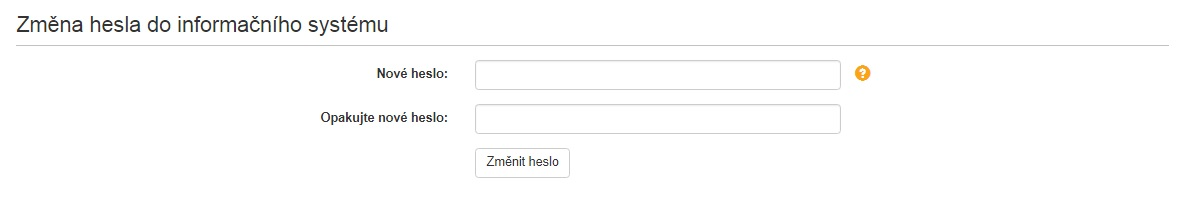 Změna hesla do informačního systému
Nové heslo:
?
Opakujte nové heslo:
Změnit heslo